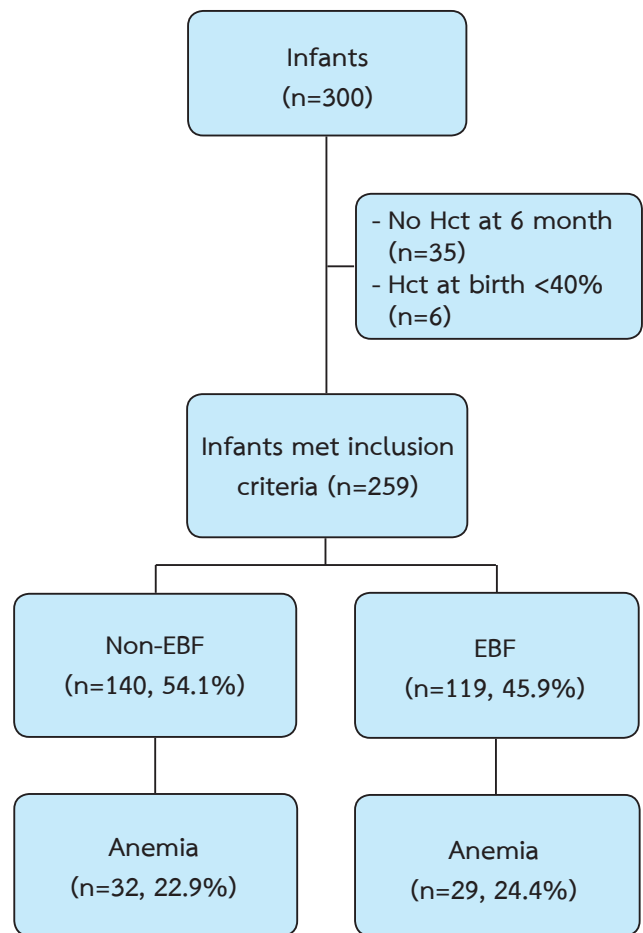 Infants
(n=300)
- No Hct at 6 month
(n=35)
- Hct at birth <40%
(n=6)
Infants met inclusion
criteria (n=259)
Non-EBF
(n=140, 54.1%)
EBF
(n=119, 45.9%)
Anemia
(n=32, 22.9%)
Anemia
(n=29, 24.4%)